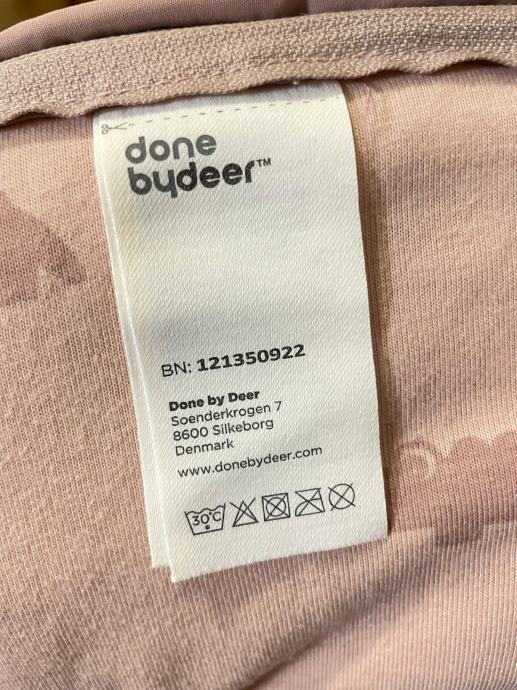 done
bydeer™
BN: 121350922
Done by Deer
Soenderkrogen 7
8600 Silkeborg
Denmark
www.donebydeer.com
30°C